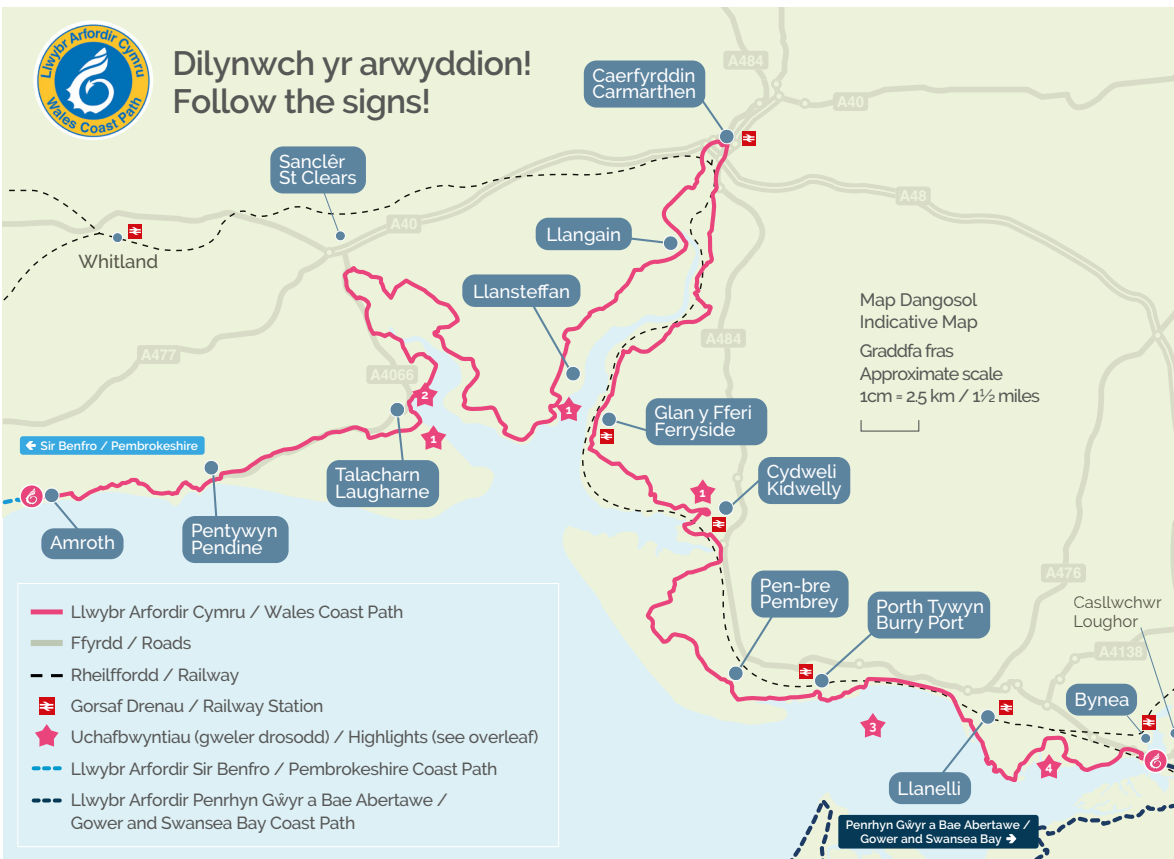 Llwybr Arfordir Cymru
Wales Coast Path
Dilynwch yr arwyddion!
Follow the signs!
A484
Caerfyrddin
Carmarthen
A40
Sanclêr
St Clears
A48
A40
Llangain
Whitland
Llansteffan
Map Dangosol
Indicative Map
Graddfa fras
Approximate scale
1cm = 2.5 km / 1½ miles
A477
A484
A4066
2
1
1
Glan y Fferi
Ferryside
← Sir Benfro / Pembrokeshire
Talacharn
Laugharne
Cydweli
Kidwelly
1
Amroth
Pentywyn
Pendine
Pen-bre
Pembrey
Porth Tywyn
Burry Port
A476
Casllwchwr
Loughor
A4138
Bynea
3
4
Llanelli
Llwybr Arfordir Cymru / Wales Coast Path
Ffyrdd / Roads
Rheilffordd / Railway
Gorsaf Drenau / Railway Station
Uchafbwyntiau (gweler drosodd) / Highlights (see overleaf)
Llwybr Arfordir Sir Benfro / Pembrokeshire Coast Path
Llwybr Arfordir Penrhyn Gŵyr a Bae Abertawe /
Gower and Swansea Bay Coast Path
Penrhyn Gŵyr a Bae Abertawe /
Gower and Swansea Bay →